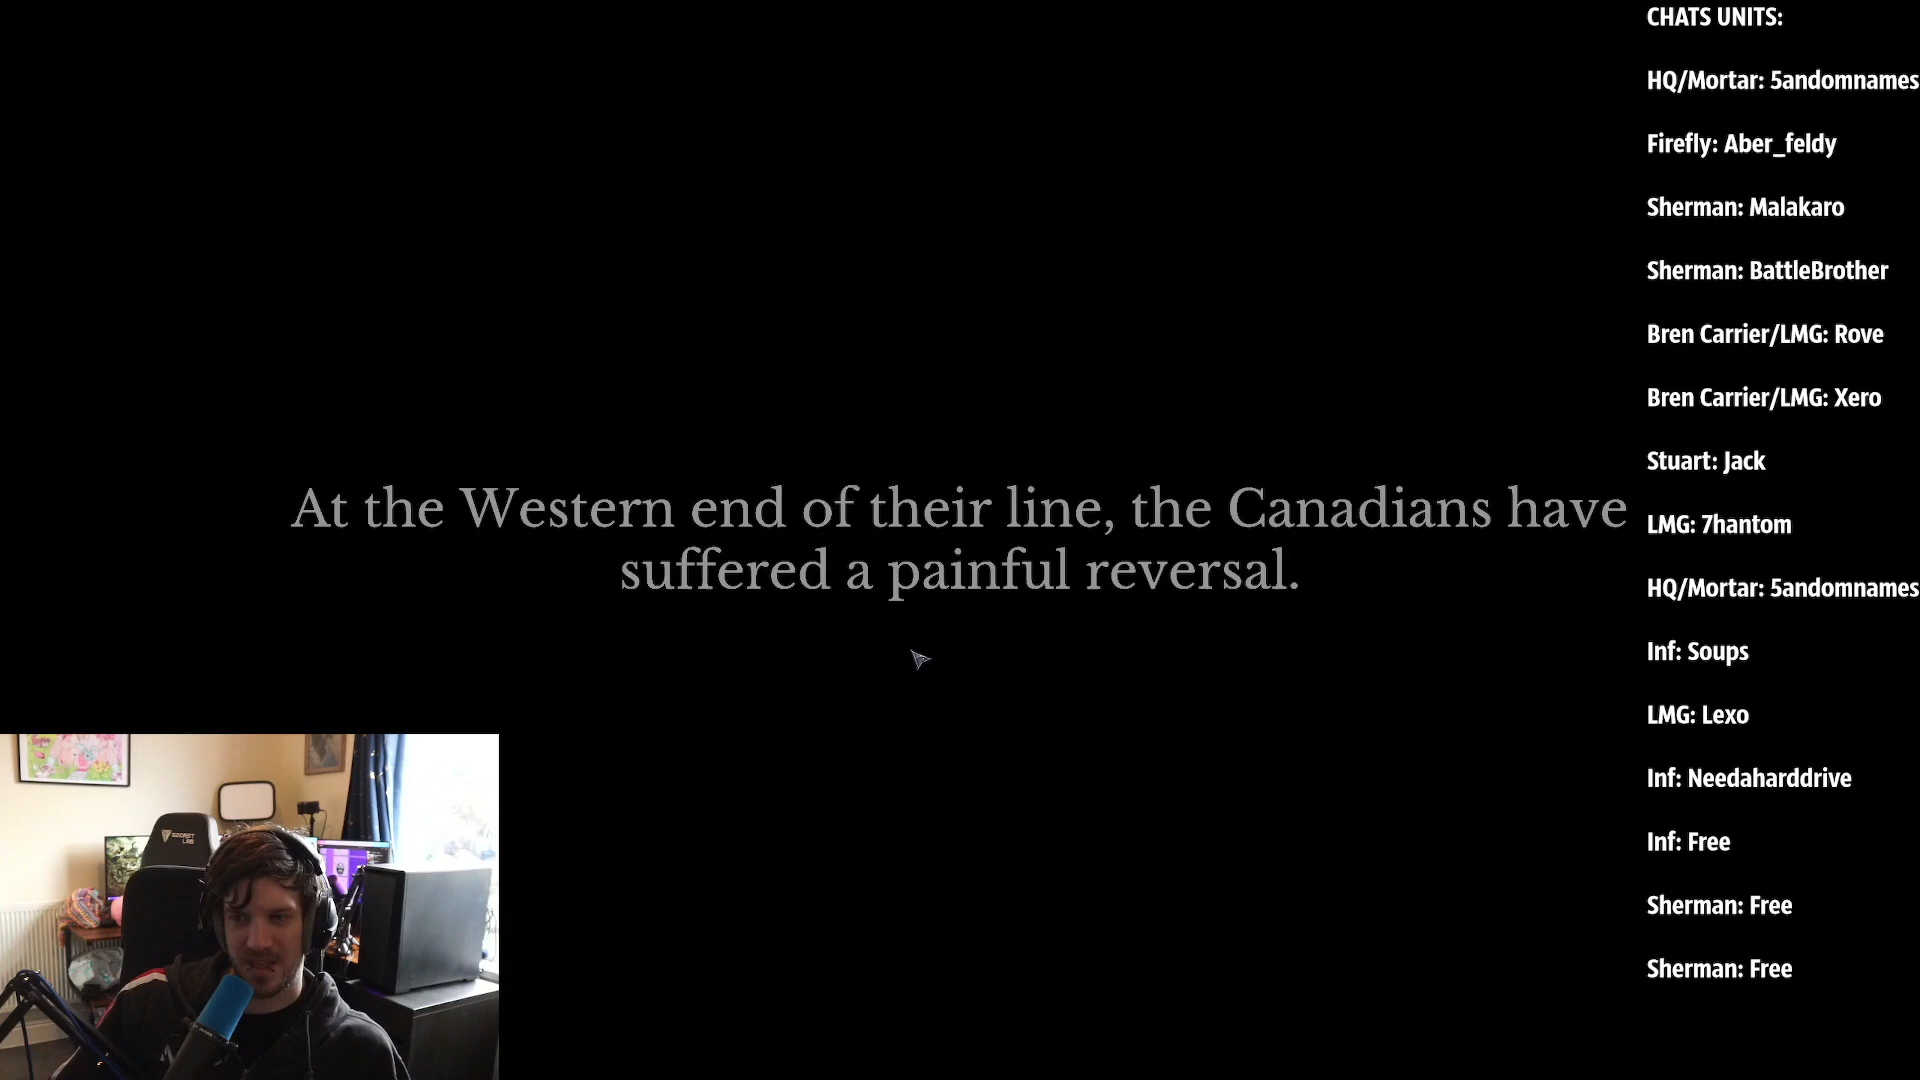 CHATS UNITS:
HQ/Mortar: 5andomnames
Firefly: Aber_feldy
Sherman: Malakaro
Sherman: BattleBrother
Bren Carrier/LMG: Rove
Bren Carrier/LMG: Xero
Stuart: Jack
LMG: 7hantom
HQ/Mortar: 5andomnames
Inf: Soups
LMG: Lexo
Inf: Needaharddrive
Inf: Free
Sherman: Free
Sherman: Free
At the Western end of their line, the Canadians have
suffered a painful reversal.
SECRET
LAB